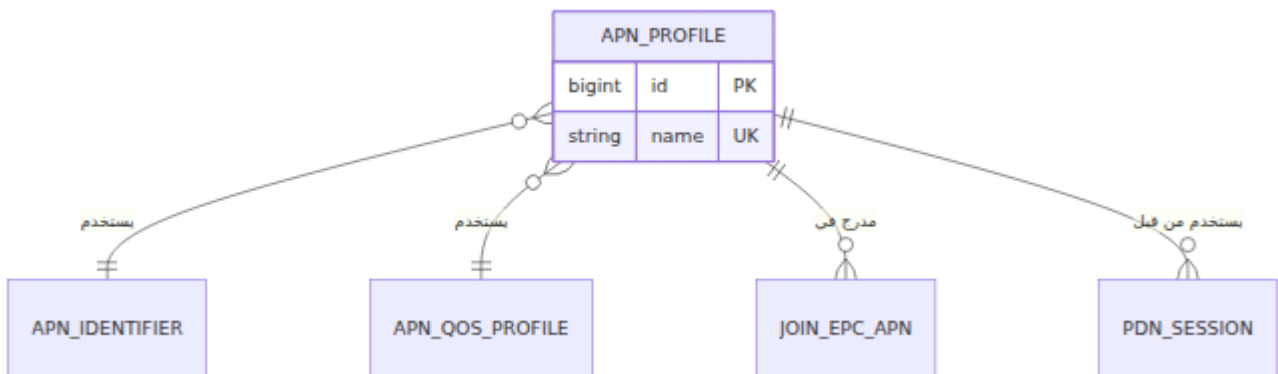 APN_PROFILE
bigint id PK
string name UK
يستخدم
يستخدم
مدرج في
يستخدم من قبل
APN_IDENTIFIER
APN_QOS_PROFILE
JOIN_EPC_APN
PDN_SESSION